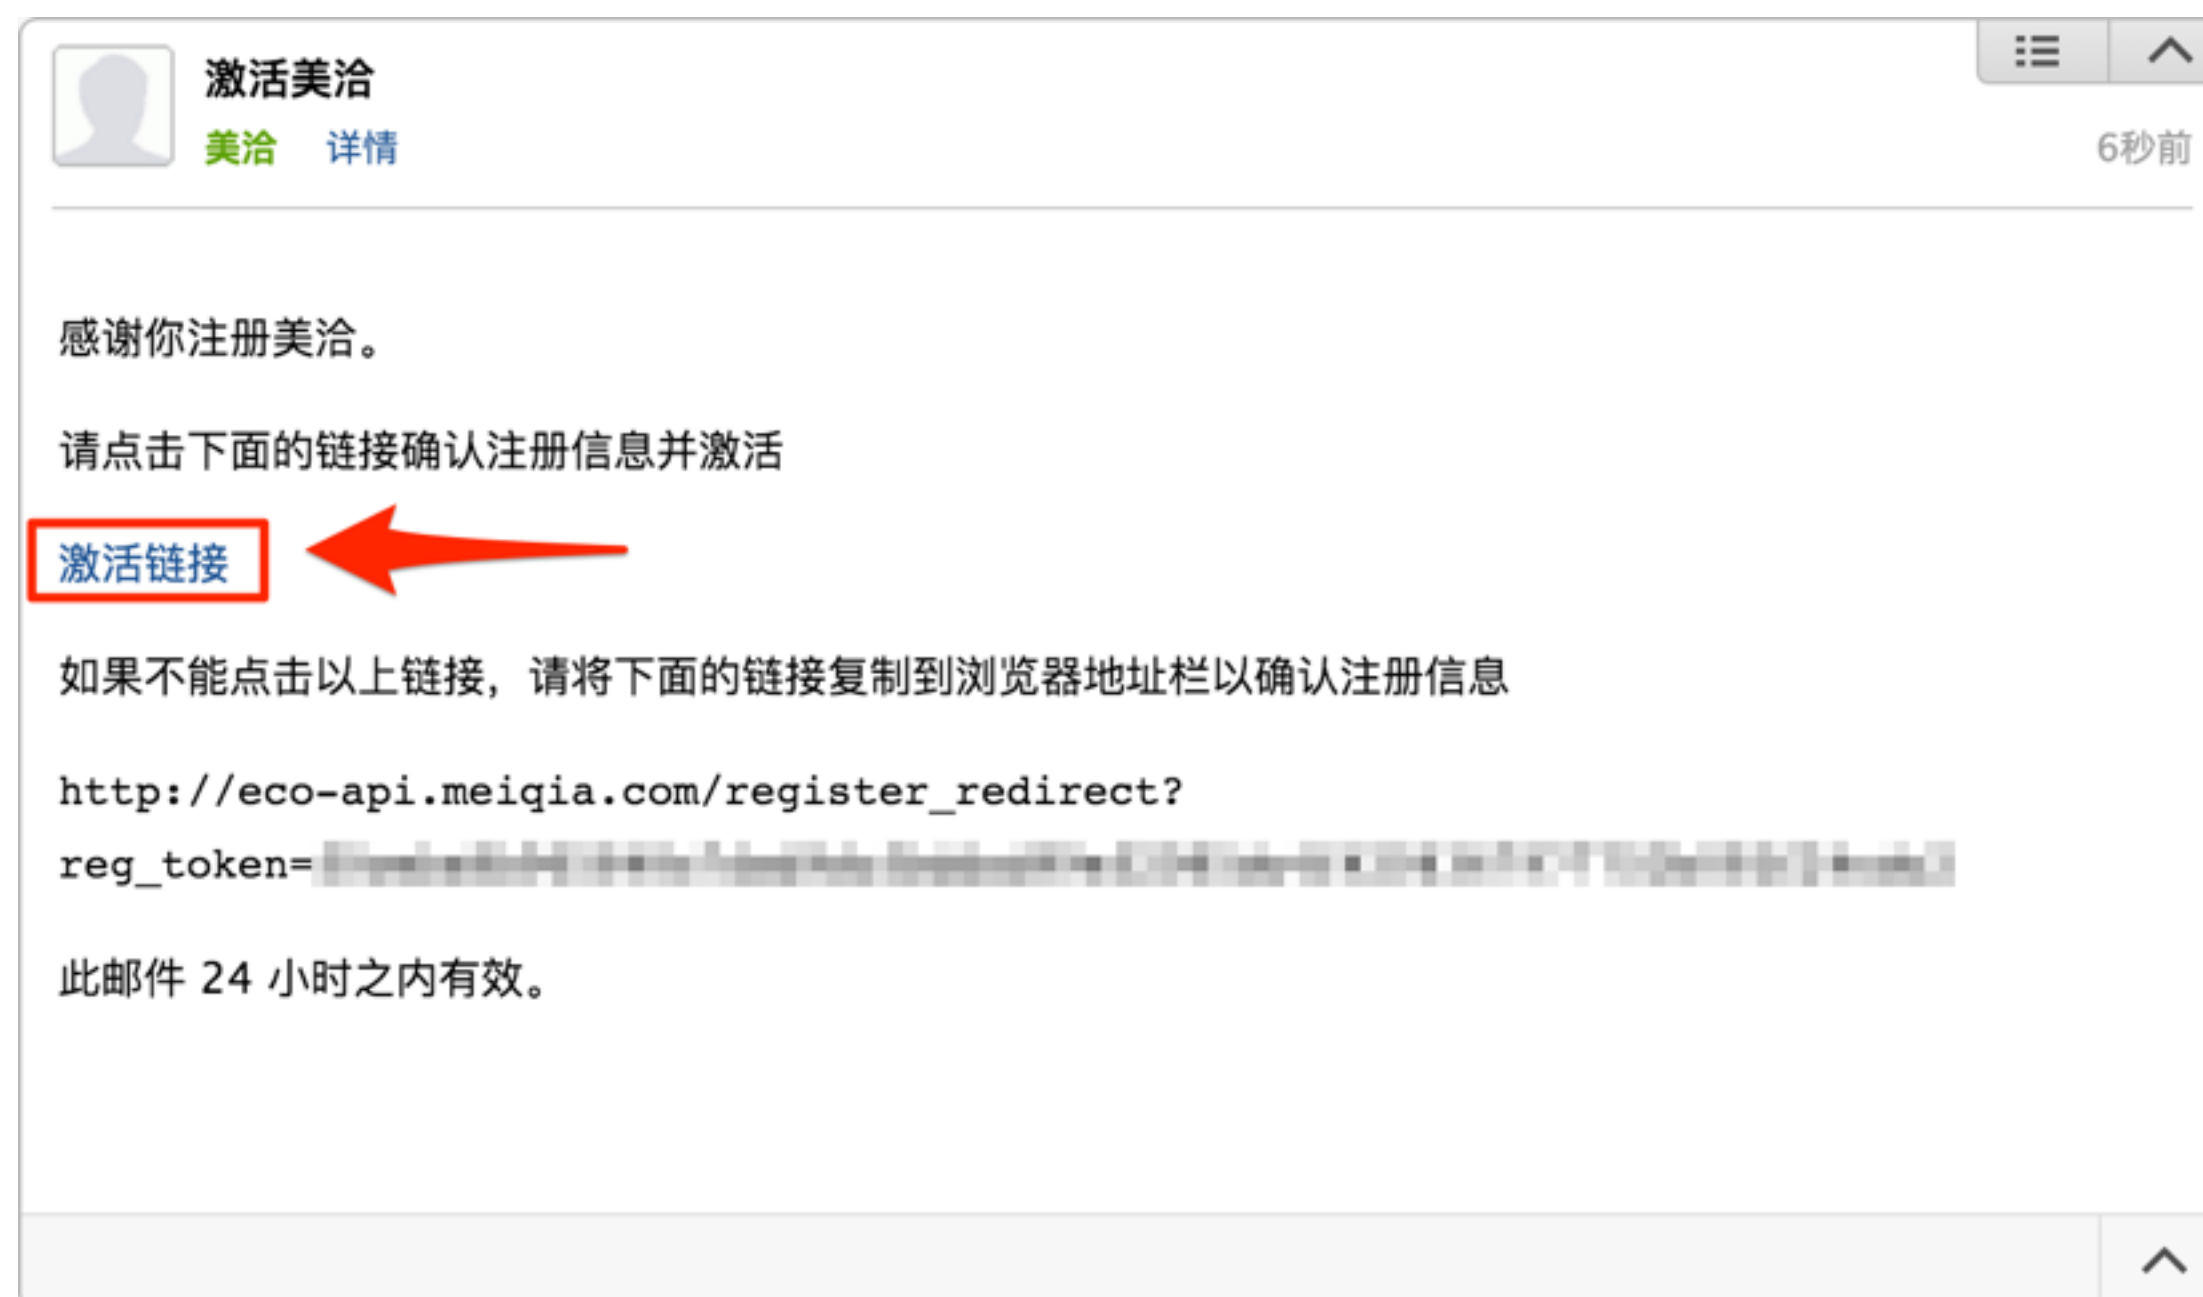 激活美洽
美洽 详情
6秒前
感谢你注册美洽。
请点击下面的链接确认注册信息并激活
激活链接
如果不能点击以上链接，请将下面的链接复制到浏览器地址栏以确认注册信息
http://eco-api.meiqia.com/register_redirect?
reg_token=
此邮件 24 小时之内有效。